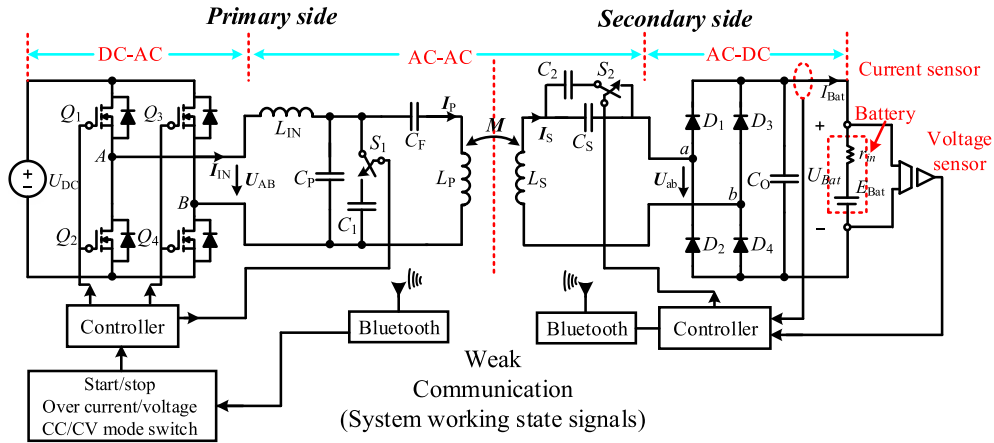 Primary side
Secondary side
DC-AC
AC-AC
AC-DC
Current sensor
Q1
Q3
LIN
CF
IP
M
C2
S2
IS
CS
D1
D3
IBat
Battery
Voltage
sensor
UDC
A
IIN
UAB
CP
S1
C1
LP
LS
a
Uab
b
CO
+
UBat
rin
EBat
−
B
Q2
Q4
D2
D4
Controller
Bluetooth
Bluetooth
Controller
Start/stop
Over current/voltage
CC/CV mode switch
Weak
Communication
(System working state signals)